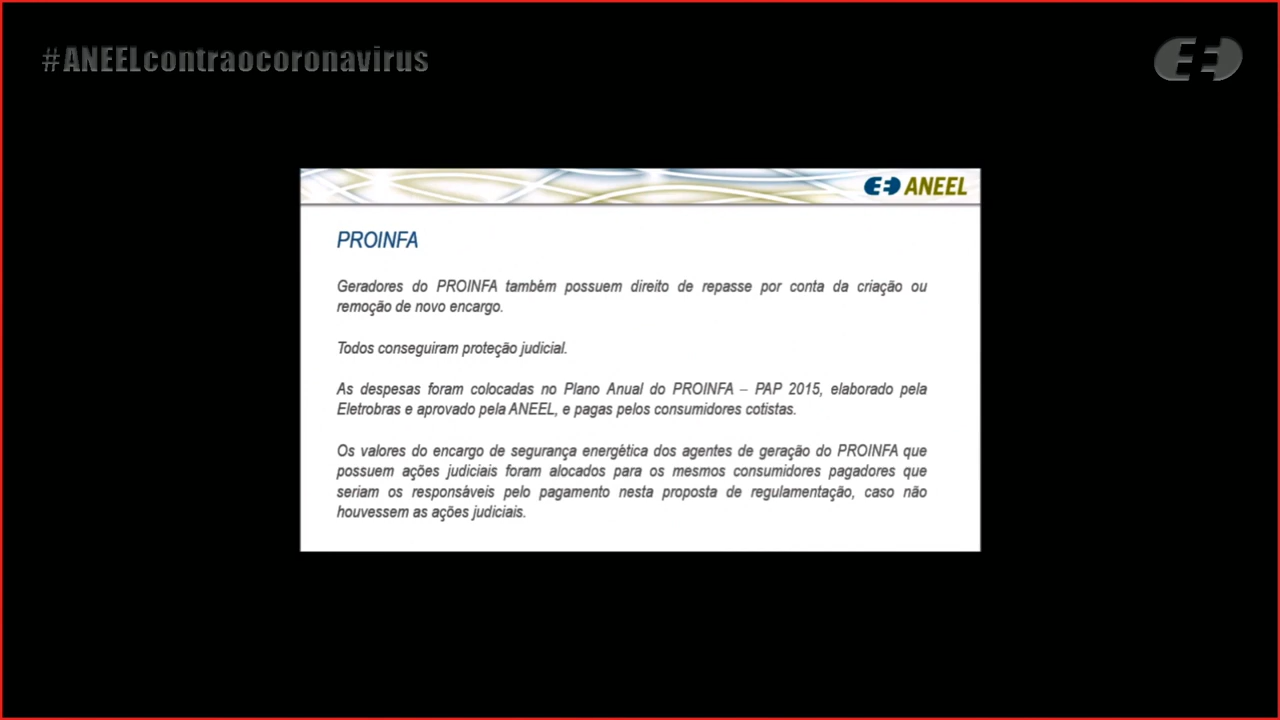 #ANEELcontraocoronavirus
ANEEL
PROINFA
Geradores do PROINFA também possuem direito de repasse por conta da criação ou
remoção de novo encargo.
Todos conseguiram proteção judicial.
As despesas foram colocadas no Plano Anual do PROINFA – PAP 2015, elaborado pela
Eletrobras e aprovado pela ANEEL, e pagas pelos consumidores cotistas.
Os valores do encargo de segurança energética dos agentes de geração do PROINFA que
possuem ações judiciais foram alocados para os mesmos consumidores pagadores que
seriam os responsáveis pelo pagamento nesta proposta de regulamentação, caso não
houvessem as ações judiciais.